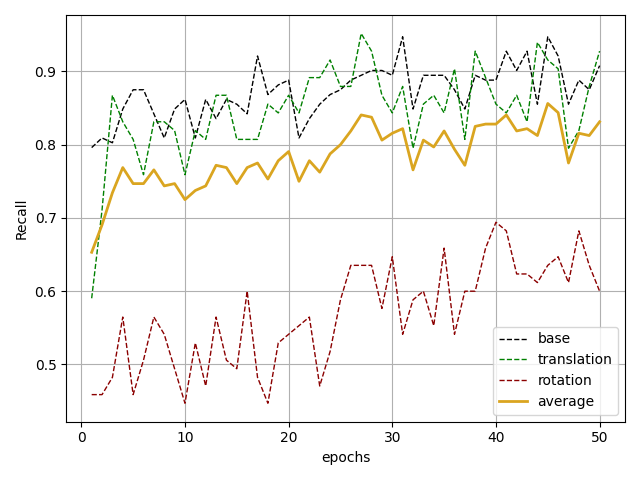 Recall
0.9
0.8
0.7
0.6
0.5
0 10 20 30 40 50
epochs
base
translation
rotation
average